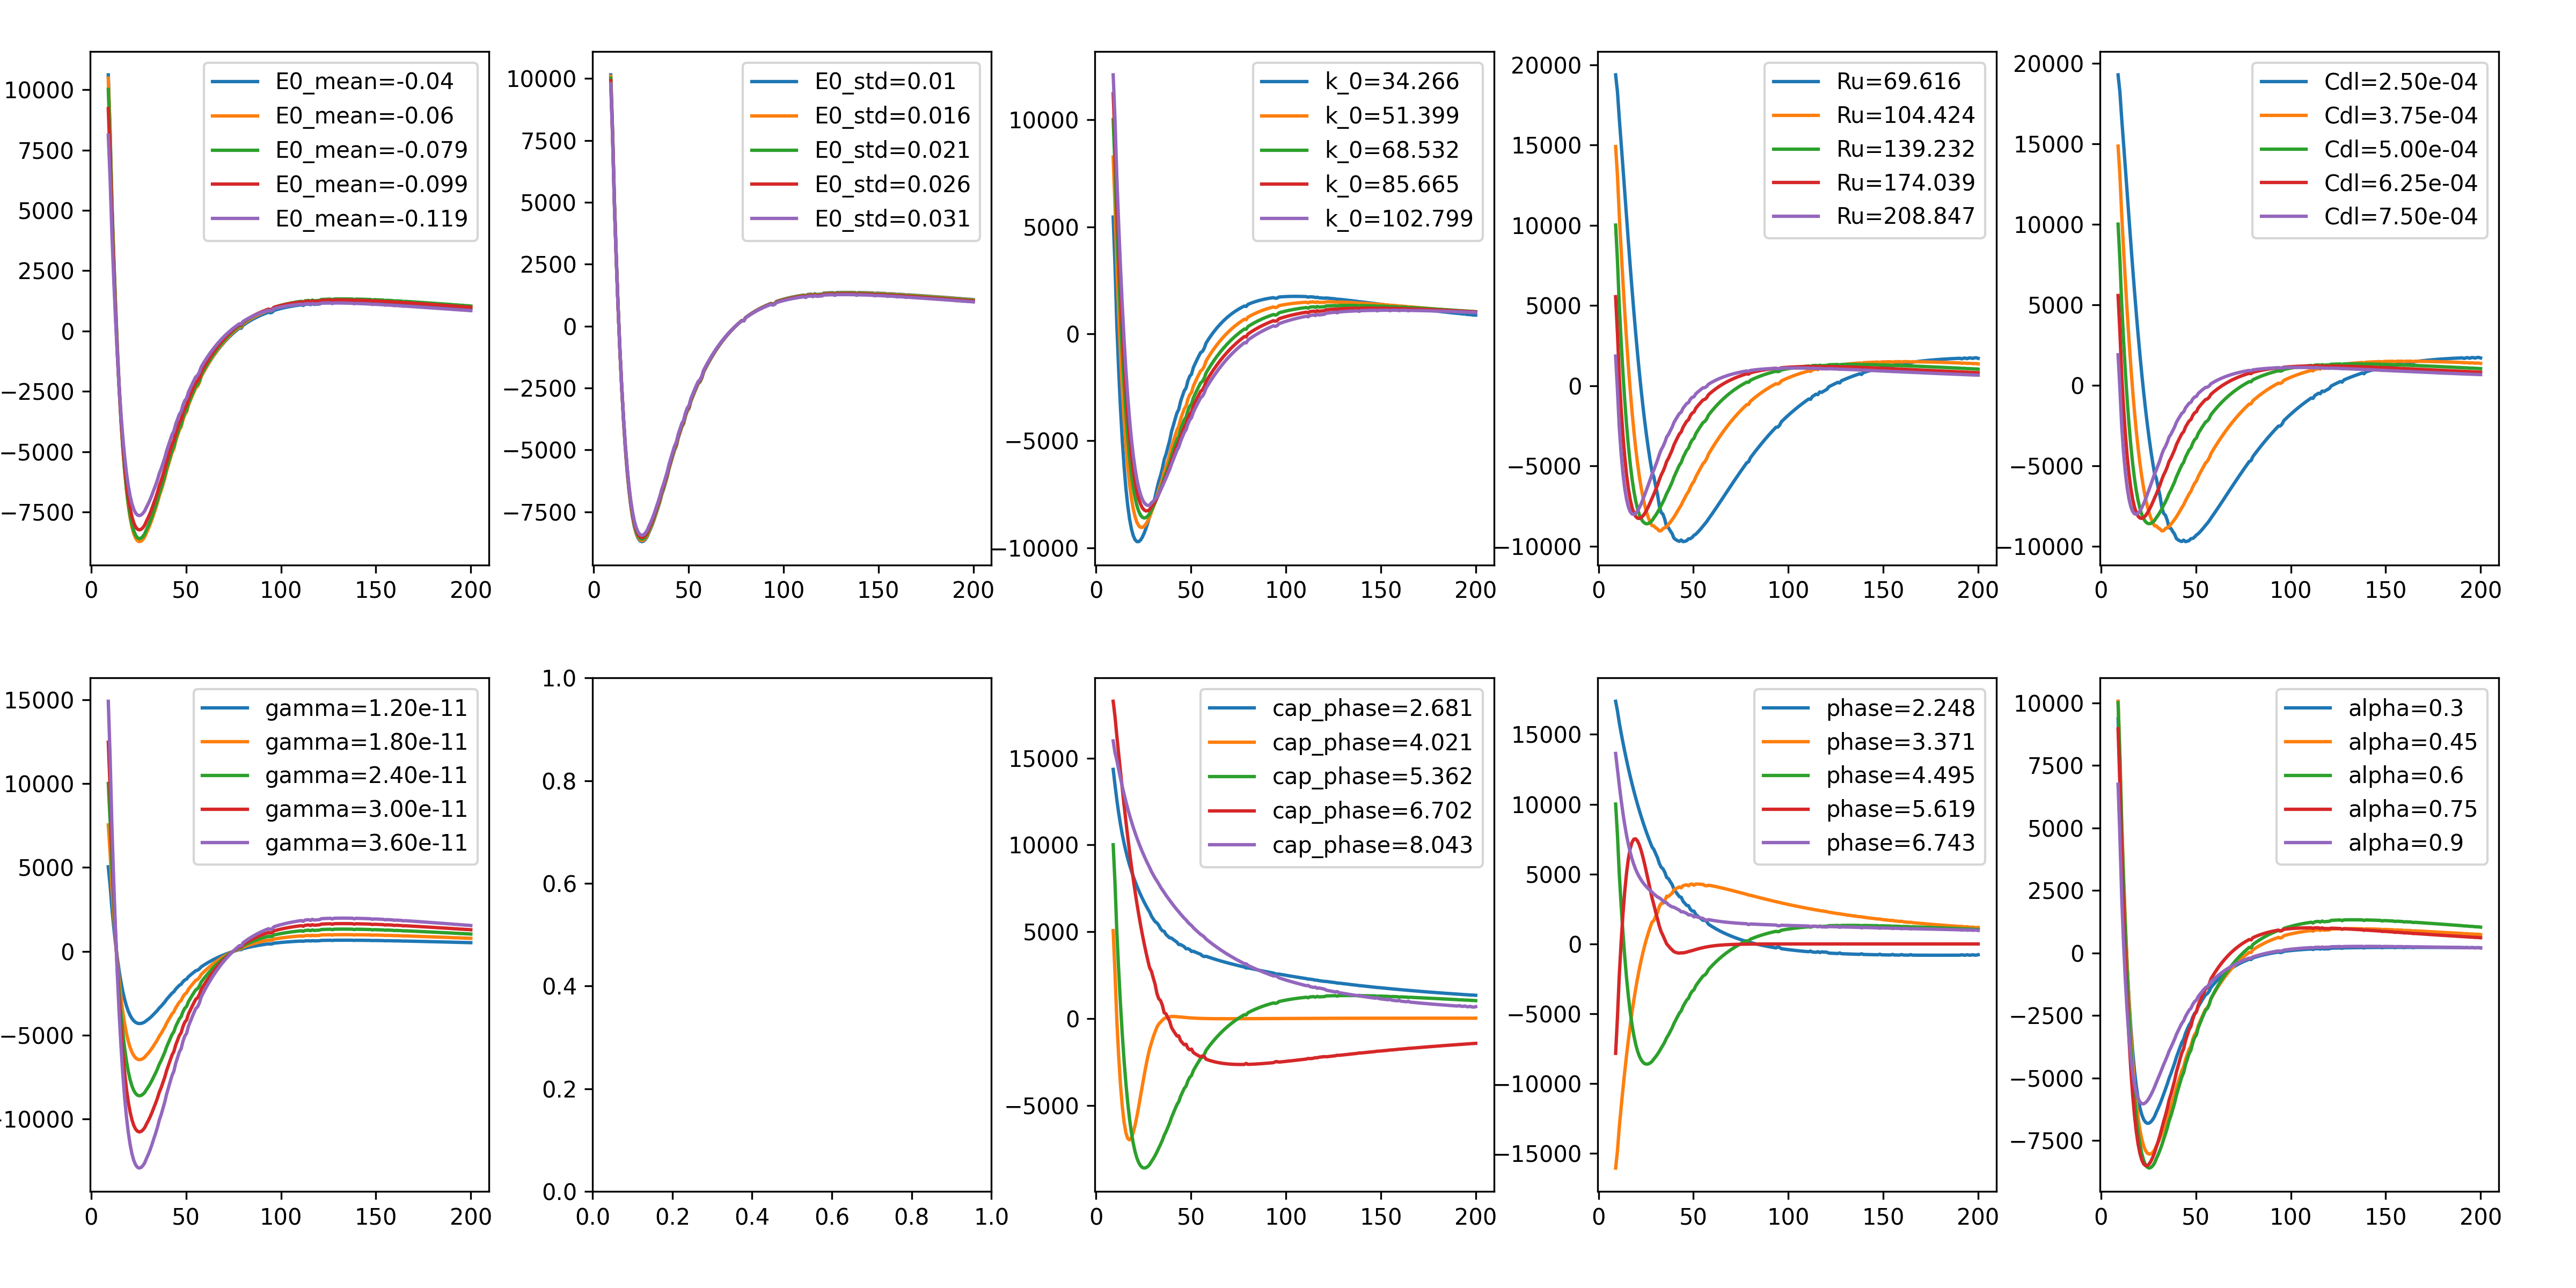 E0_mean=-0.04
E0_mean=-0.06
E0_mean=-0.079
E0_mean=-0.099
E0_mean=-0.119
10000
7500
5000
2500
0
−2500
−5000
−7500
0 50 100 150 200
E0_std=0.01
E0_std=0.016
E0_std=0.021
E0_std=0.026
E0_std=0.031
10000
7500
5000
2500
0
−2500
−5000
−7500
0 50 100 150 200
k_0=34.266
k_0=51.399
k_0=68.532
k_0=85.665
k_0=102.799
10000
5000
0
−5000
−10000
0 50 100 150 200
Ru=69.616
Ru=104.424
Ru=139.232
Ru=174.039
Ru=208.847
20000
15000
10000
5000
0
−5000
−10000
0 50 100 150 200
Cdl=2.50e-04
Cdl=3.75e-04
Cdl=5.00e-04
Cdl=6.25e-04
Cdl=7.50e-04
20000
15000
10000
5000
0
−5000
−10000
0 50 100 150 200
gamma=1.20e-11
gamma=1.80e-11
gamma=2.40e-11
gamma=3.00e-11
gamma=3.60e-11
15000
10000
5000
0
−5000
10000
0 50 100 150 200
1.0
0.8
0.6
0.4
0.2
0.0
0.0 0.2 0.4 0.6 0.8 1.0
cap_phase=2.681
cap_phase=4.021
cap_phase=5.362
cap_phase=6.702
cap_phase=8.043
15000
10000
5000
0
−5000
0 50 100 150 200
phase=2.248
phase=3.371
phase=4.495
phase=5.619
phase=6.743
15000
10000
5000
0
−5000
−10000
−15000
0 50 100 150 200
alpha=0.3
alpha=0.45
alpha=0.6
alpha=0.75
alpha=0.9
10000
7500
5000
2500
0
−2500
−5000
−7500
0 50 100 150 200